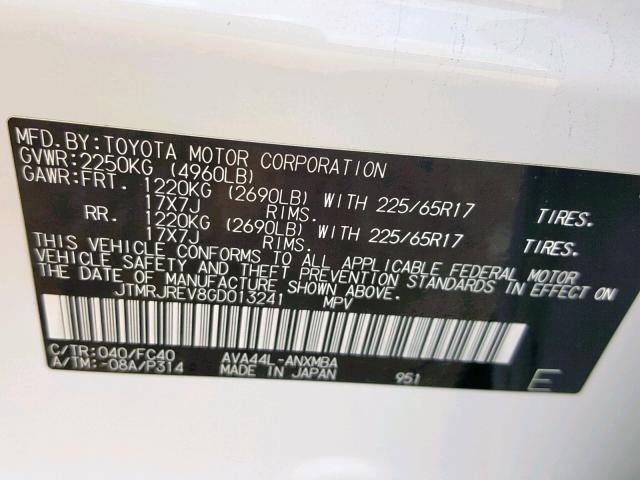 MFD.BY:TOYOTA MOTOR CORPORATION
GVWR:2250KG (4960LB)
GAWR:FRT. 1220KG (2690LB) WITH 225/65R17 TIRES.
17X7J RIMS.
RR. 1220KG (2690LB) WITH 225/65R17 TIRES.
17X7J RIMS.
THIS VEHICLE CONFORMS TO ALL APPLICABLE FEDERAL MOTOR
VEHICLE SAFETY AND THEFT PREVENTION STANDARDS IN EFFECT ON
THE DATE OF MANUFACTURE SHOWN ABOVE.
JTMRJREV8GD013241 MPV
C/TR:040/FC40 AVA44L-ANXMBA
A/TM:-08A/P314 MADE IN JAPAN 951 E